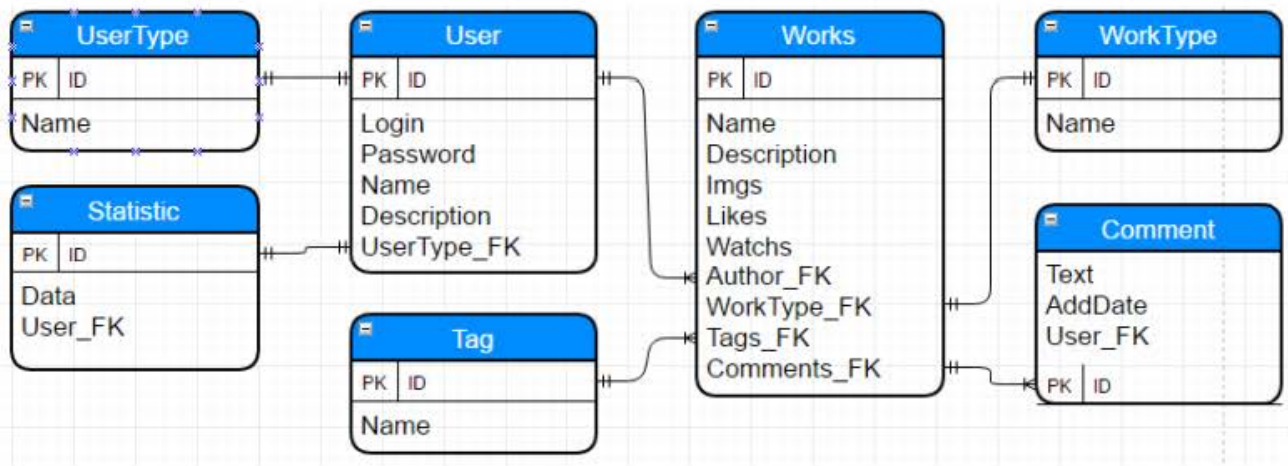 UserType
PK ID
Name
User
PK ID
Login
Password
Name
Description
UserType_FK
Works
PK ID
Name
Description
Imgs
Likes
Watchs
Author_FK
WorkType_FK
Tags_FK
Comments_FK
WorkType
PK ID
Name
Statistic
PK ID
Data
User_FK
Tag
PK ID
Name
Comment
Text
AddDate
User_FK
PK ID